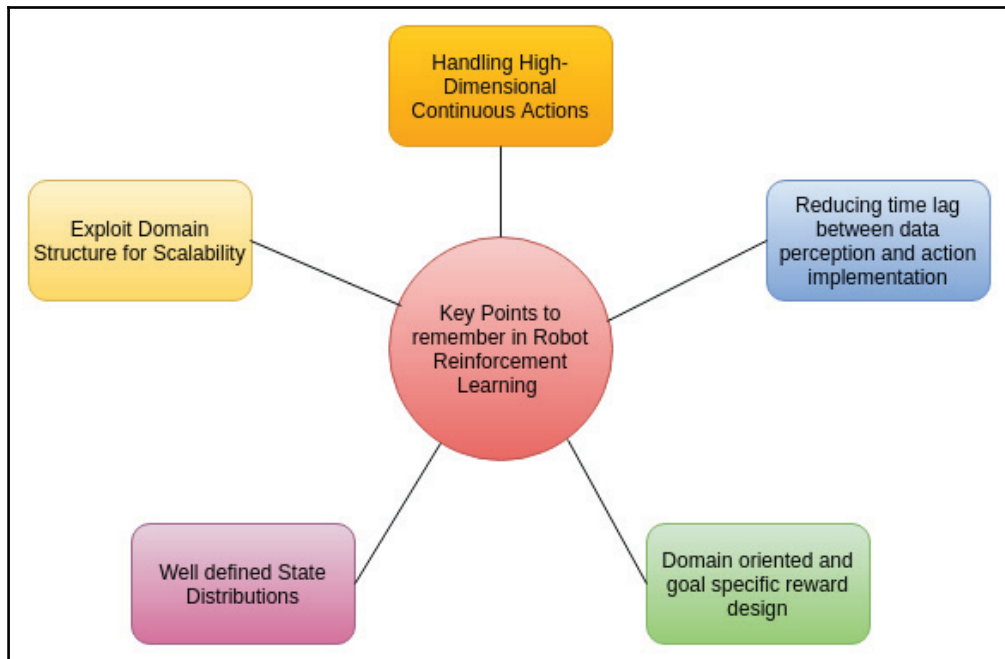 Handling High-
Dimensional
Continuous Actions
Exploit Domain
Structure for Scalability
Reducing time lag
between data
perception and action
implementation
Key Points to
remember in Robot
Reinforcement
Learning
Well defined State
Distributions
Domain oriented and
goal specific reward
design